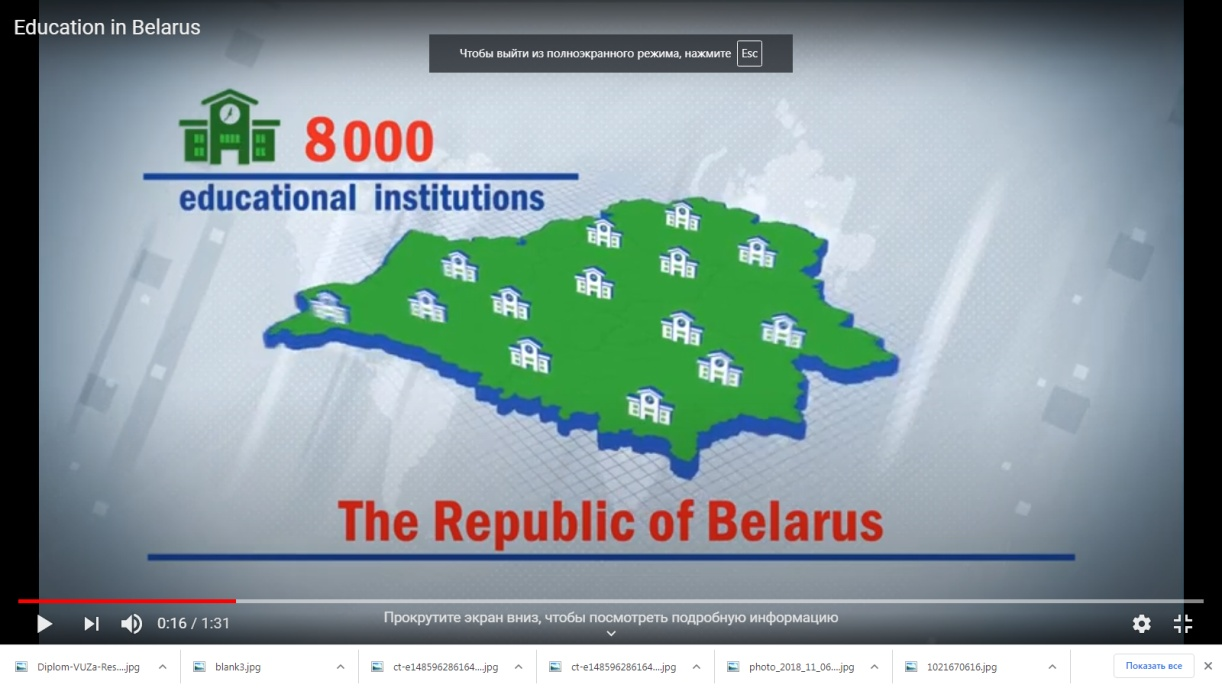 Education in Belarus
Чтобы выйти из полноэкранного режима, нажмите Esc
8 000
educational institutions
The Republic of Belarus
Прокрутите экран вниз, чтобы посмотреть подробную информацию
0:16 / 1:31
Diplom-VUZa-Res....jpg
blank3.jpg
ct-e148596286164....jpg
ct-e148596286164....jpg
photo_2018_11_06....jpg
1021670616.jpg
Показать все